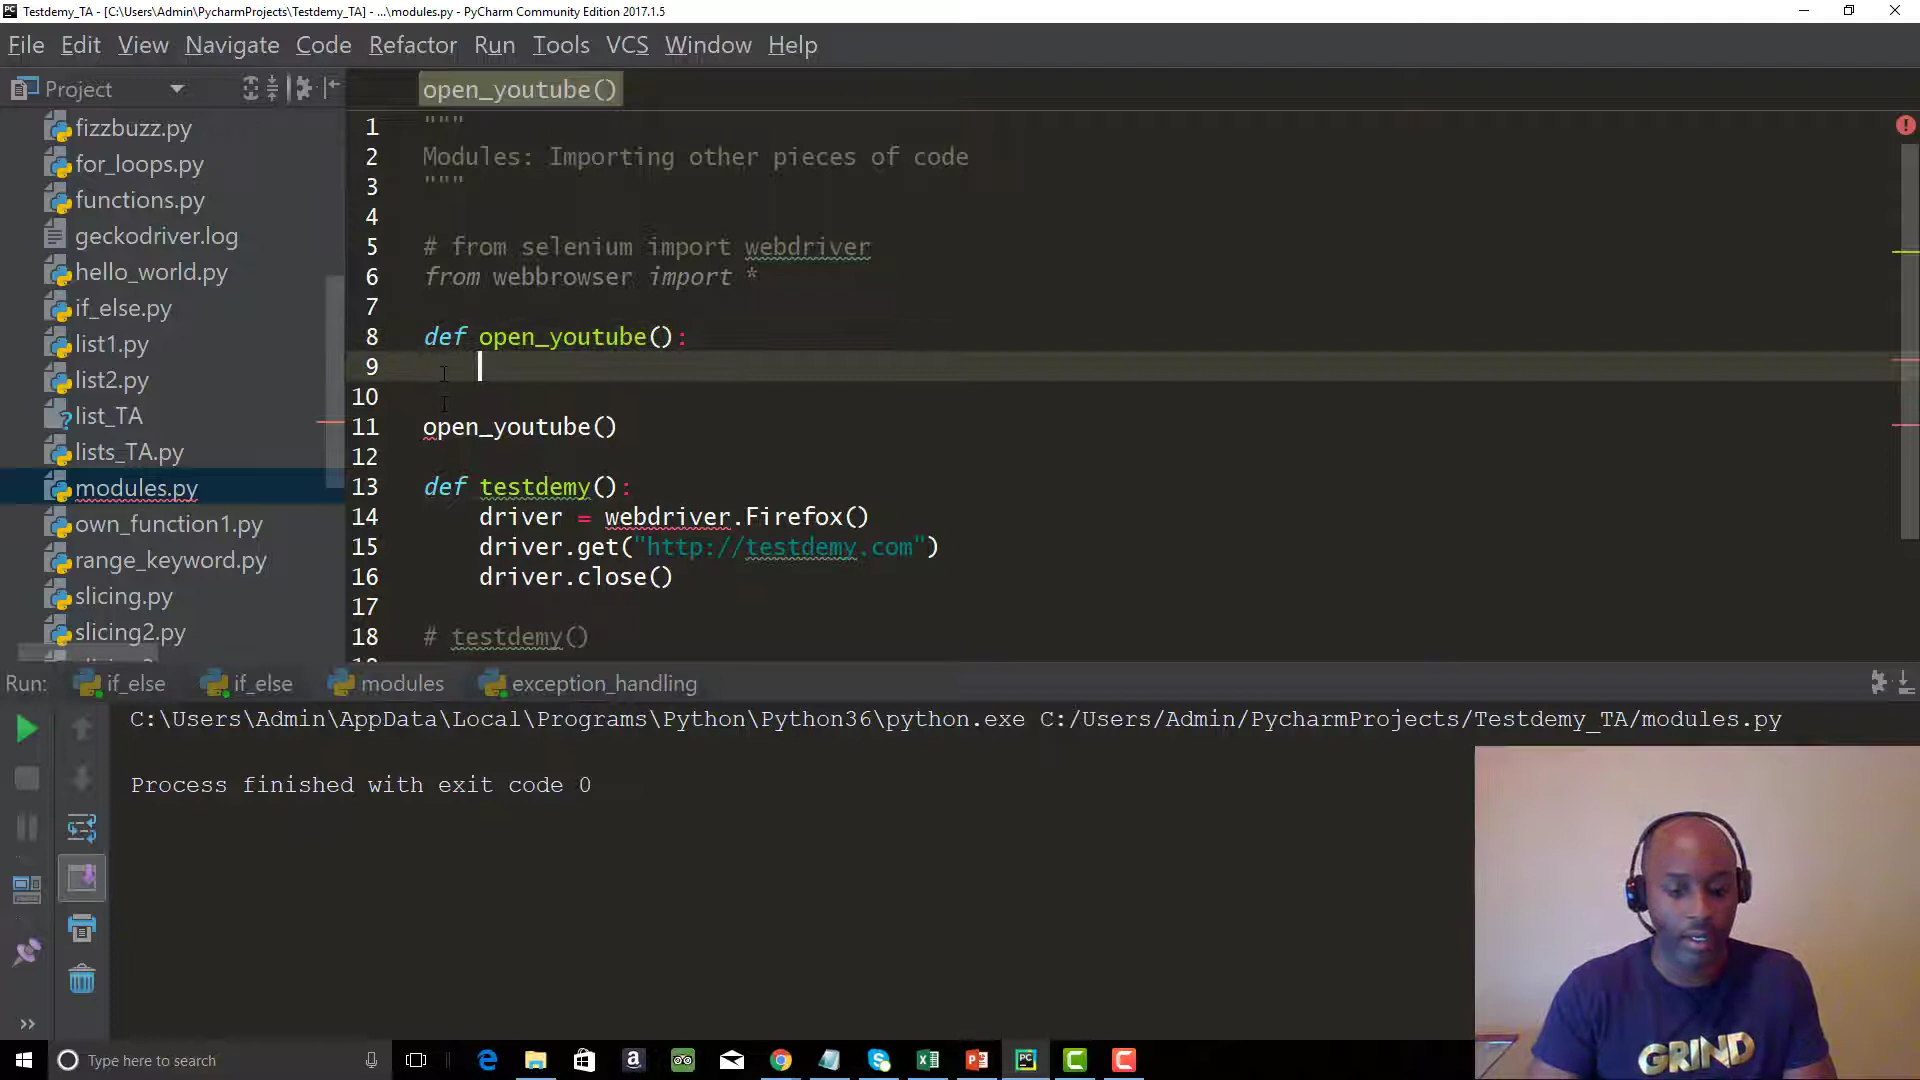 Testdemy_TA - [C:\Users\Admin\PycharmProjects\Testdemy_TA] - ...\modules.py - PyCharm Community Edition 2017.1.5
File Edit View Navigate Code Refactor Run Tools VCS Window Help
Project
fizzbuzz.py
for_loops.py
functions.py
geckodriver.log
hello_world.py
if_else.py
list1.py
list2.py
list_TA
lists_TA.py
modules.py
own_function1.py
range_keyword.py
slicing.py
slicing2.py
open_youtube()
1 """
2 Modules: Importing other pieces of code
3 """
4
5 # from selenium import webdriver
6 from webbrowser import *
7
8 def open_youtube():
9
10
11 open_youtube()
12
13 def testdemy():
14 driver = webdriver.Firefox()
15 driver.get("http://testdemy.com")
16 driver.close()
17
18 # testdemy()
Run: if_else if_else modules exception_handling
C:\Users\Admin\AppData\Local\Programs\Python\Python36\python.exe C:/Users/Admin/PycharmProjects/Testdemy_TA/modules.py
Process finished with exit code 0
GRIND
Type here to search